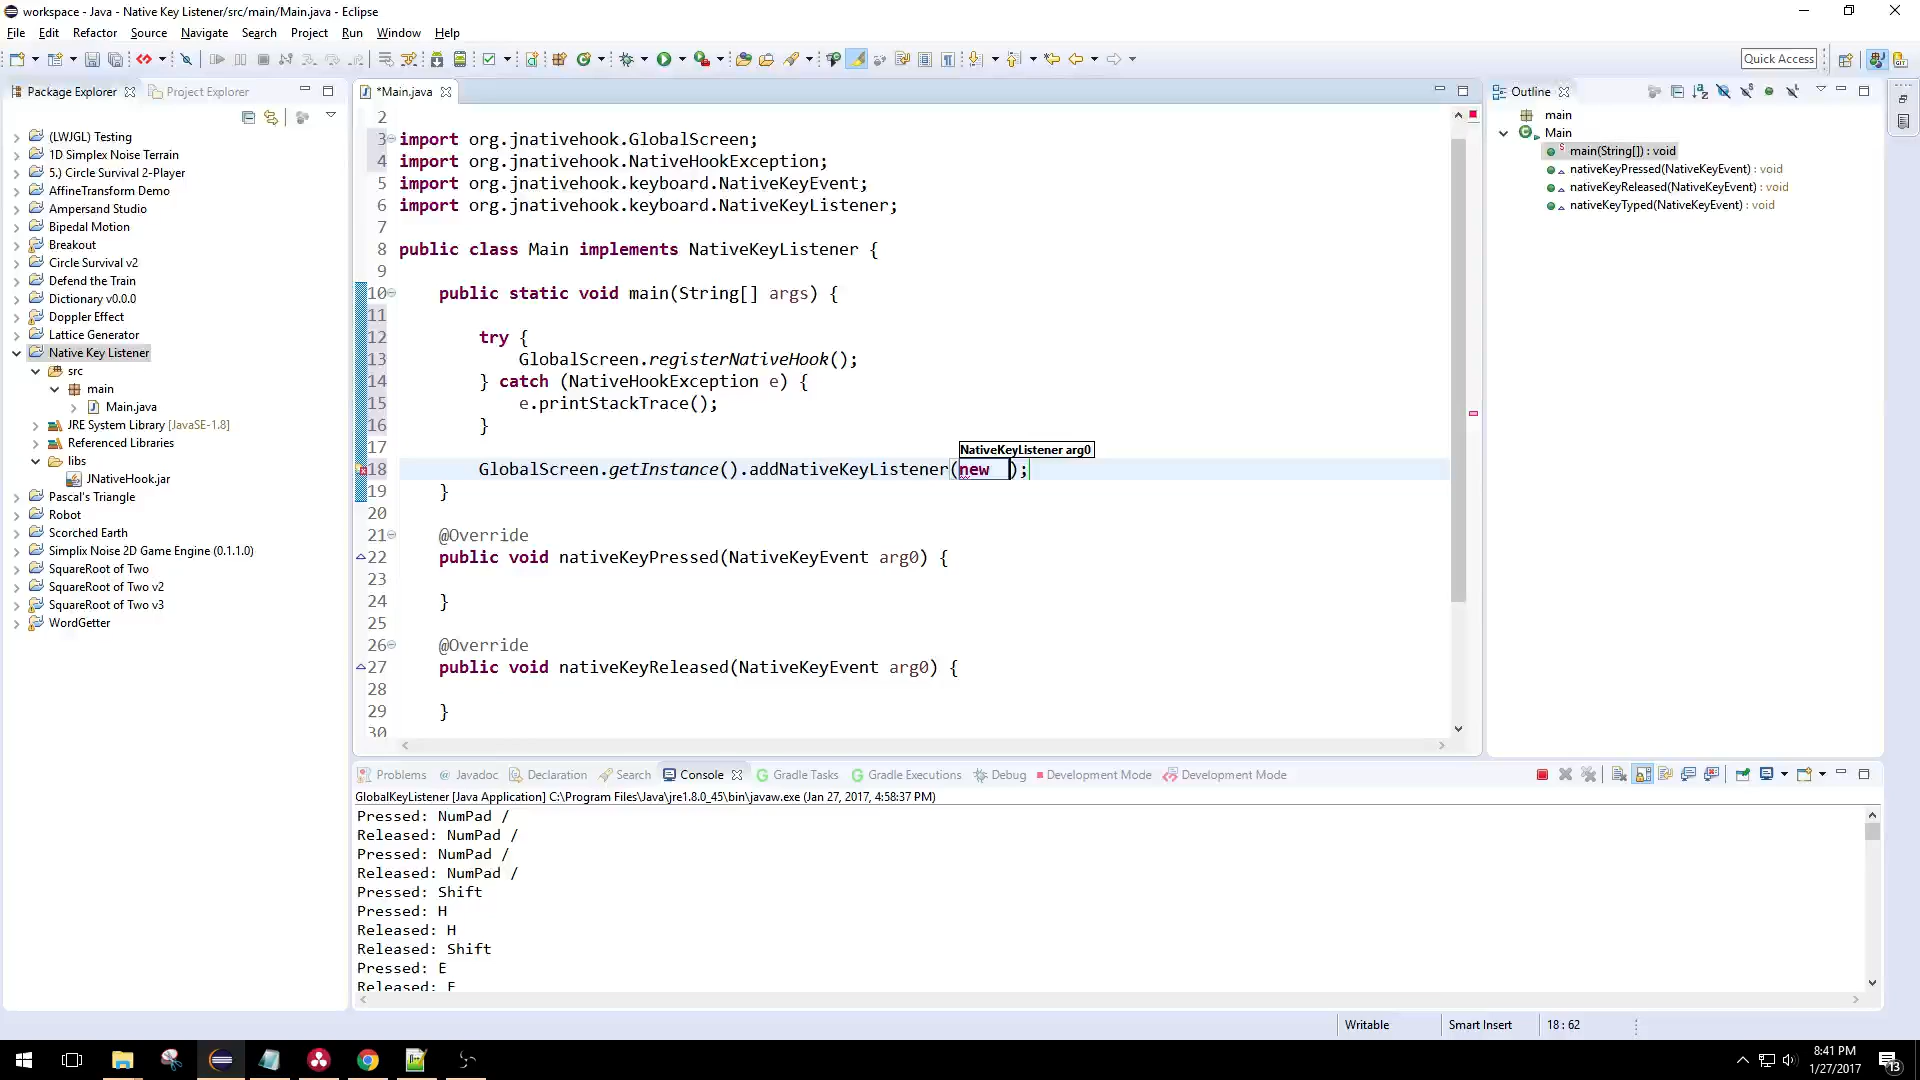 workspace - Java - Native Key Listener/src/main/Main.java - Eclipse
File Edit Refactor Source Navigate Search Project Run Window Help
Quick Access
Package Explorer Project Explorer
*Main.java
Outline
(LWJGL) Testing
1D Simplex Noise Terrain
5.) Circle Survival 2-Player
AffineTransform Demo
Ampersand Studio
Bipedal Motion
Breakout
Circle Survival v2
Defend the Train
Dictionary v0.0.0
Doppler Effect
Lattice Generator
Native Key Listener
src
main
Main.java
JRE System Library [JavaSE-1.8]
Referenced Libraries
libs
JNativeHook.jar
Pascal's Triangle
Robot
Scorched Earth
Simplix Noise 2D Game Engine (0.1.1.0)
SquareRoot of Two
SquareRoot of Two v2
SquareRoot of Two v3
WordGetter
2
3 import org.jnativehook.GlobalScreen;
4 import org.jnativehook.NativeHookException;
5 import org.jnativehook.keyboard.NativeKeyEvent;
6 import org.jnativehook.keyboard.NativeKeyListener;
7
8 public class Main implements NativeKeyListener {
9
10 public static void main(String[] args) {
11
12 try {
13 GlobalScreen.registerNativeHook();
14 } catch (NativeHookException e) {
15 e.printStackTrace();
16 }
17
NativeKeyListener arg0
18 GlobalScreen.getInstance().addNativeKeyListener(new );
19 }
20
21 @Override
22 public void nativeKeyPressed(NativeKeyEvent arg0) {
23
24 }
25
26 @Override
27 public void nativeKeyReleased(NativeKeyEvent arg0) {
28
29 }
30
main
Main
main(String[]) : void
nativeKeyPressed(NativeKeyEvent) : void
nativeKeyReleased(NativeKeyEvent) : void
nativeKeyTyped(NativeKeyEvent) : void
Problems @ Javadoc Declaration Search Console Gradle Tasks Gradle Executions Debug Development Mode Development Mode
GlobalKeyListener [Java Application] C:\Program Files\Java\jre1.8.0_45\bin\javaw.exe (Jan 27, 2017, 4:58:37 PM)
Pressed: NumPad /
Released: NumPad /
Pressed: NumPad /
Released: NumPad /
Pressed: Shift
Pressed: H
Released: H
Released: Shift
Pressed: E
Released: E
Writable Smart Insert 18 : 62
8:41 PM
1/27/2017
13